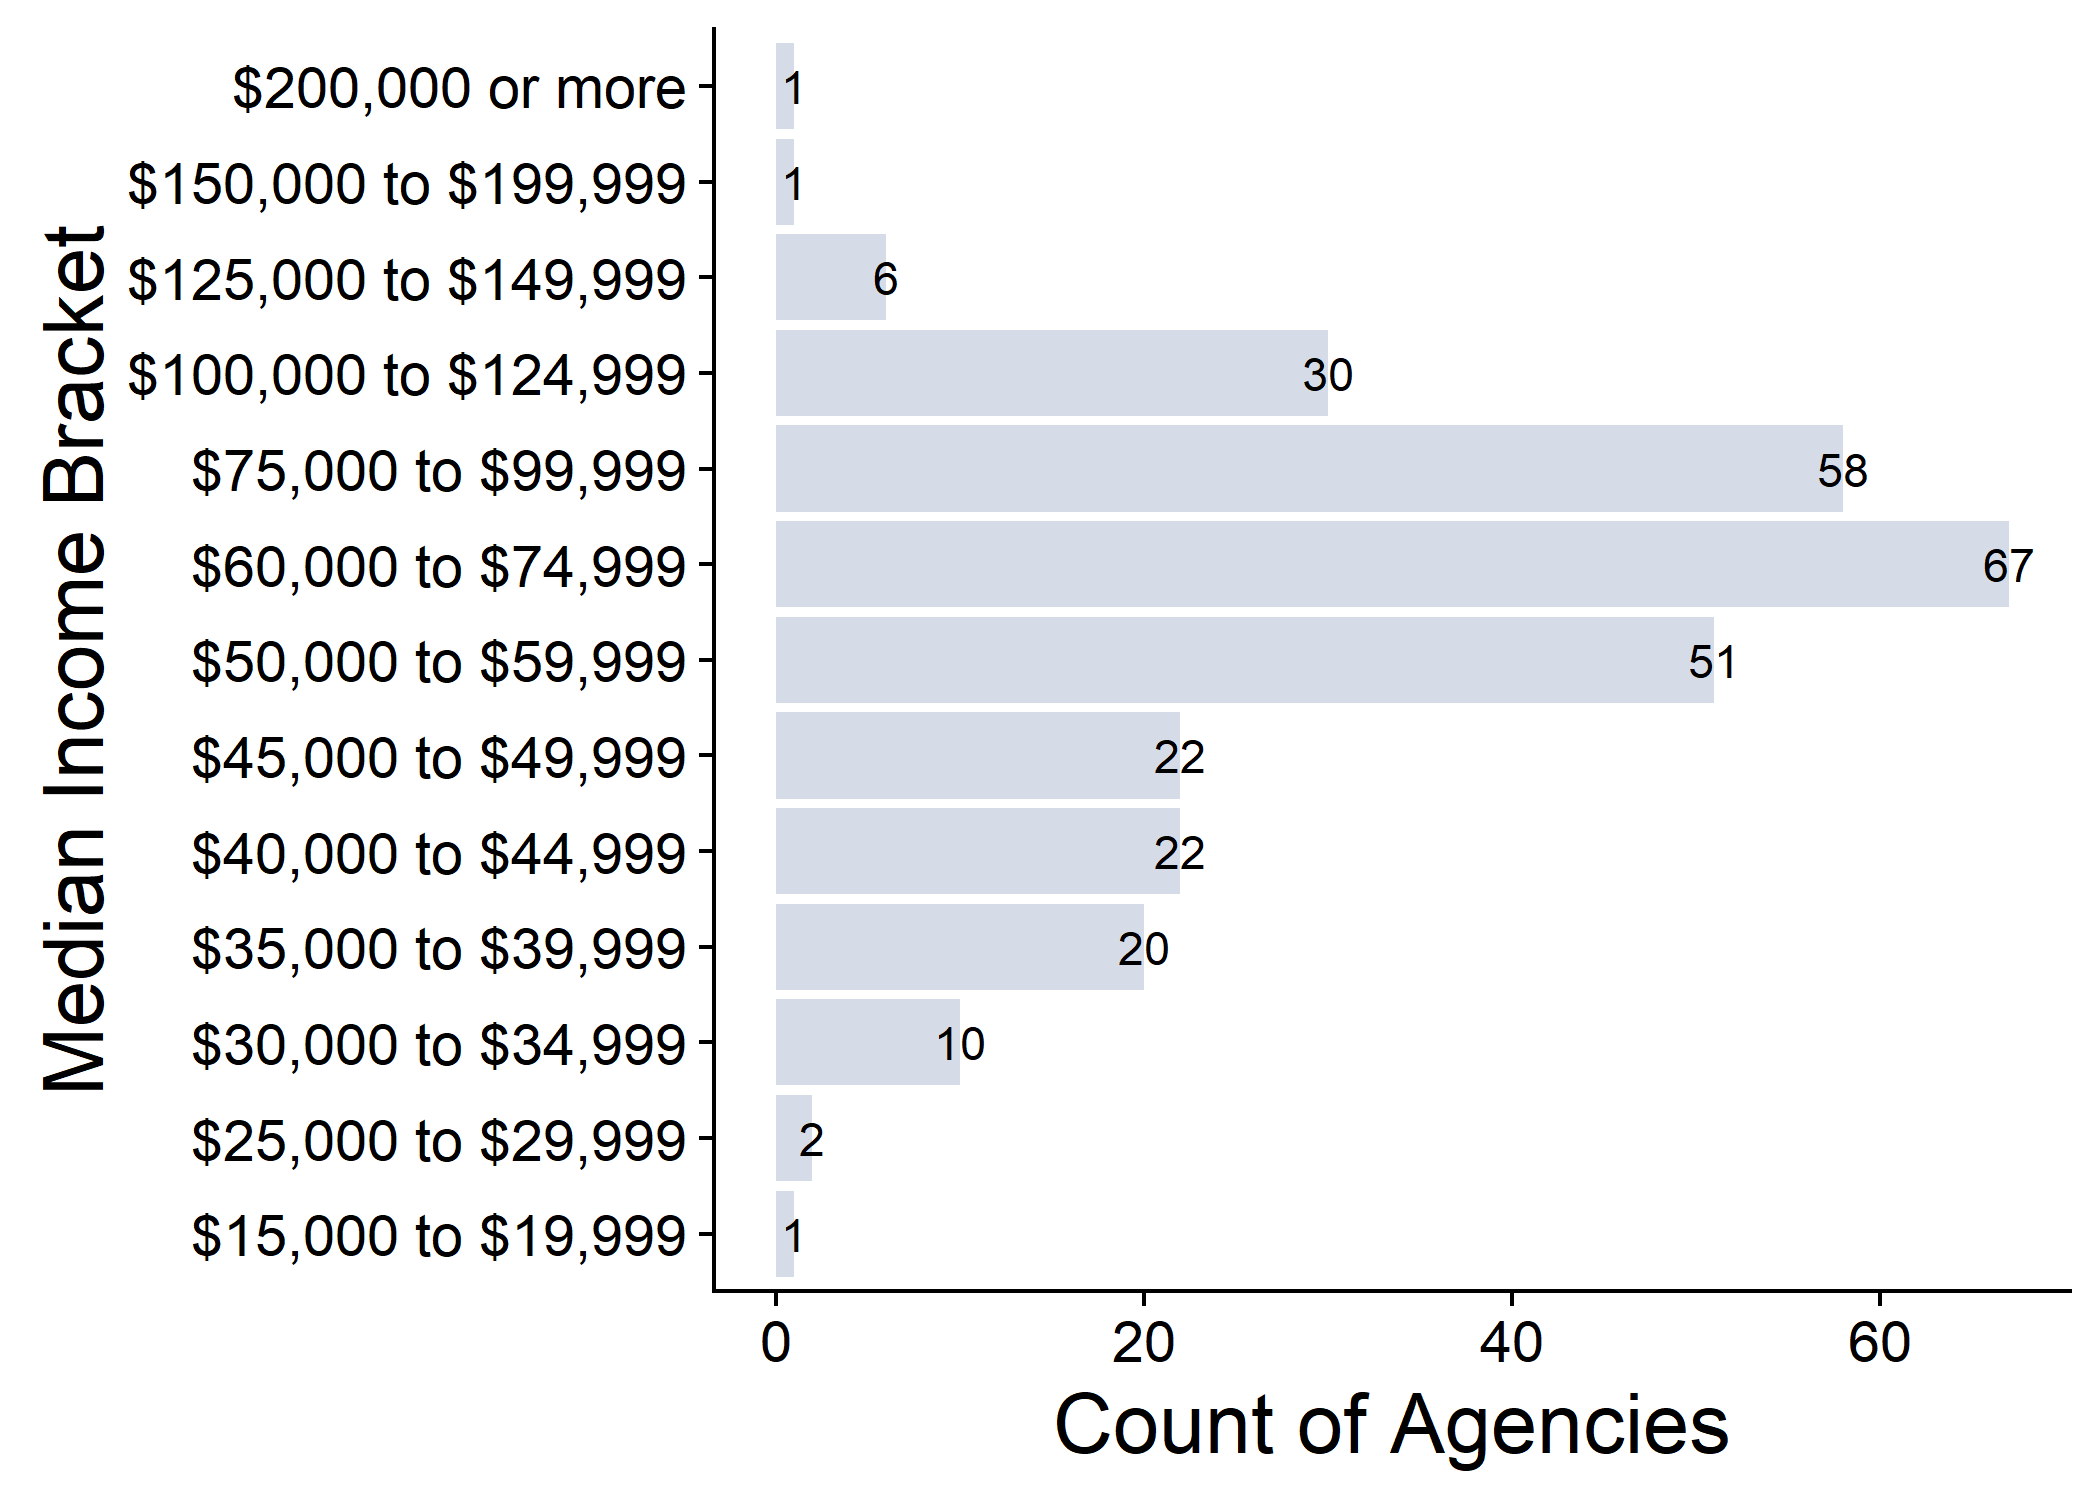 Median Income Bracket
$200,000 or more 1
$150,000 to $199,999 1
$125,000 to $149,999 6
$100,000 to $124,999 30
$75,000 to $99,999 58
$60,000 to $74,999 67
$50,000 to $59,999 51
$45,000 to $49,999 22
$40,000 to $44,999 22
$35,000 to $39,999 20
$30,000 to $34,999 10
$25,000 to $29,999 2
$15,000 to $19,999 1
0 20 40 60
Count of Agencies